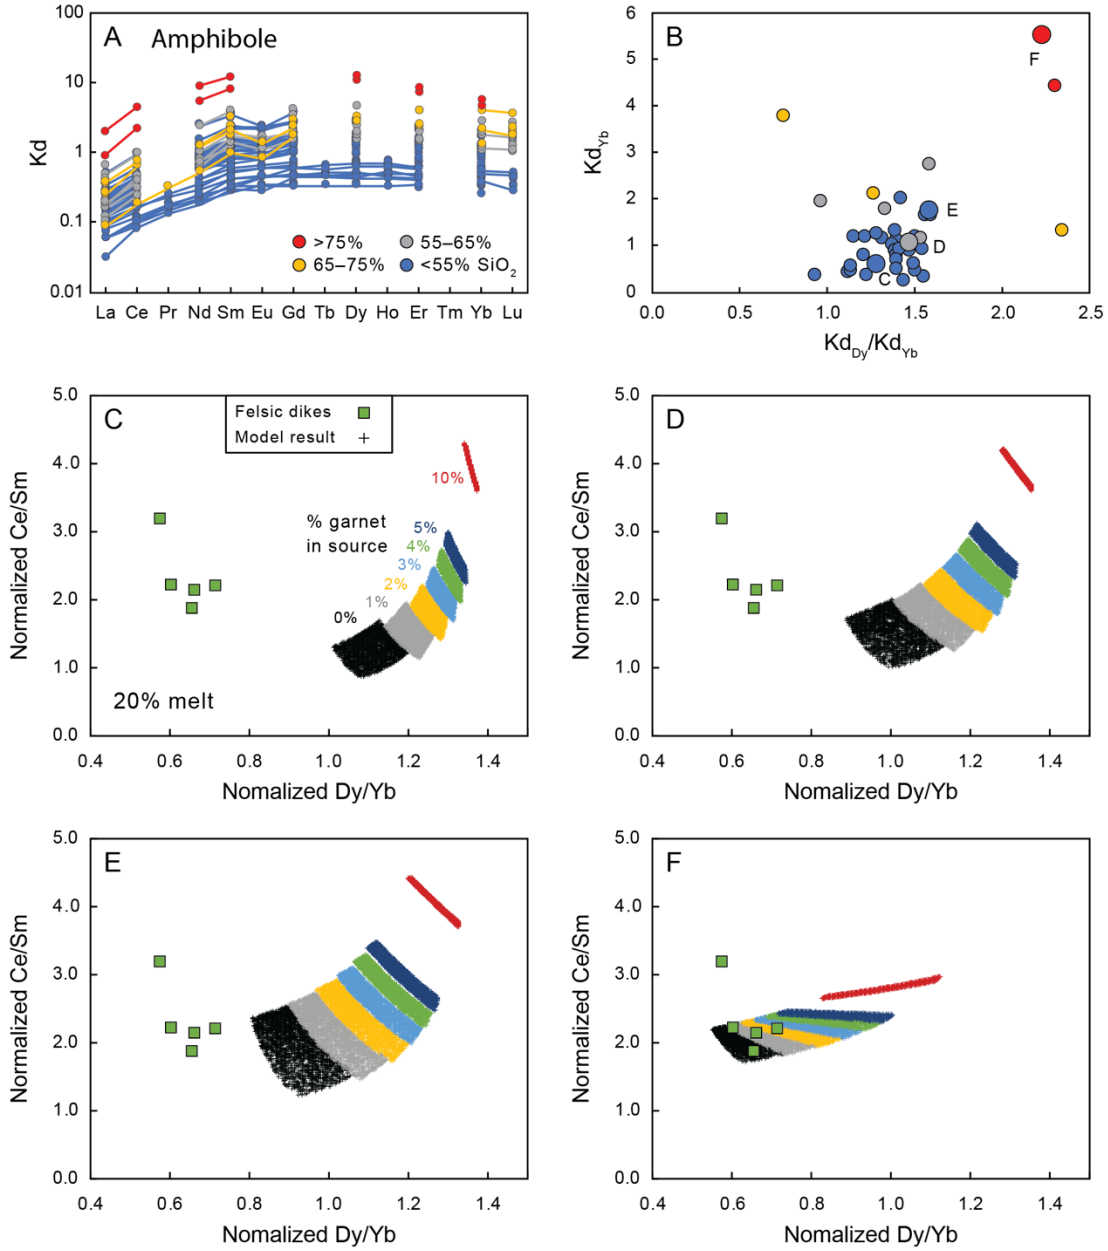 A Amphibole
Kd
100
10
1
0.1
0.01
>75%
55–65%
65–75%
<55% SiO2
La Ce Pr Nd Sm Eu Gd Tb Dy Ho Er Tm Yb Lu
B
KdYb
6
5
4
3
2
1
0
F
E
D
C
0.0 0.5 1.0 1.5 2.0 2.5
KdDy/KdYb
C
Normalized Ce/Sm
5.0
4.0
3.0
2.0
1.0
0.0
Felsic dikes
Model result
10%
% garnet
in source
5%
4%
3%
2%
1%
0%
20% melt
0.4 0.6 0.8 1.0 1.2 1.4
Nomalized Dy/Yb
D
Normalized Ce/Sm
5.0
4.0
3.0
2.0
1.0
0.0
0.4 0.6 0.8 1.0 1.2 1.4
Nomalized Dy/Yb
E
Normalized Ce/Sm
5.0
4.0
3.0
2.0
1.0
0.0
0.4 0.6 0.8 1.0 1.2 1.4
Nomalized Dy/Yb
F
Normalized Ce/Sm
5.0
4.0
3.0
2.0
1.0
0.0
0.4 0.6 0.8 1.0 1.2 1.4
Nomalized Dy/Yb